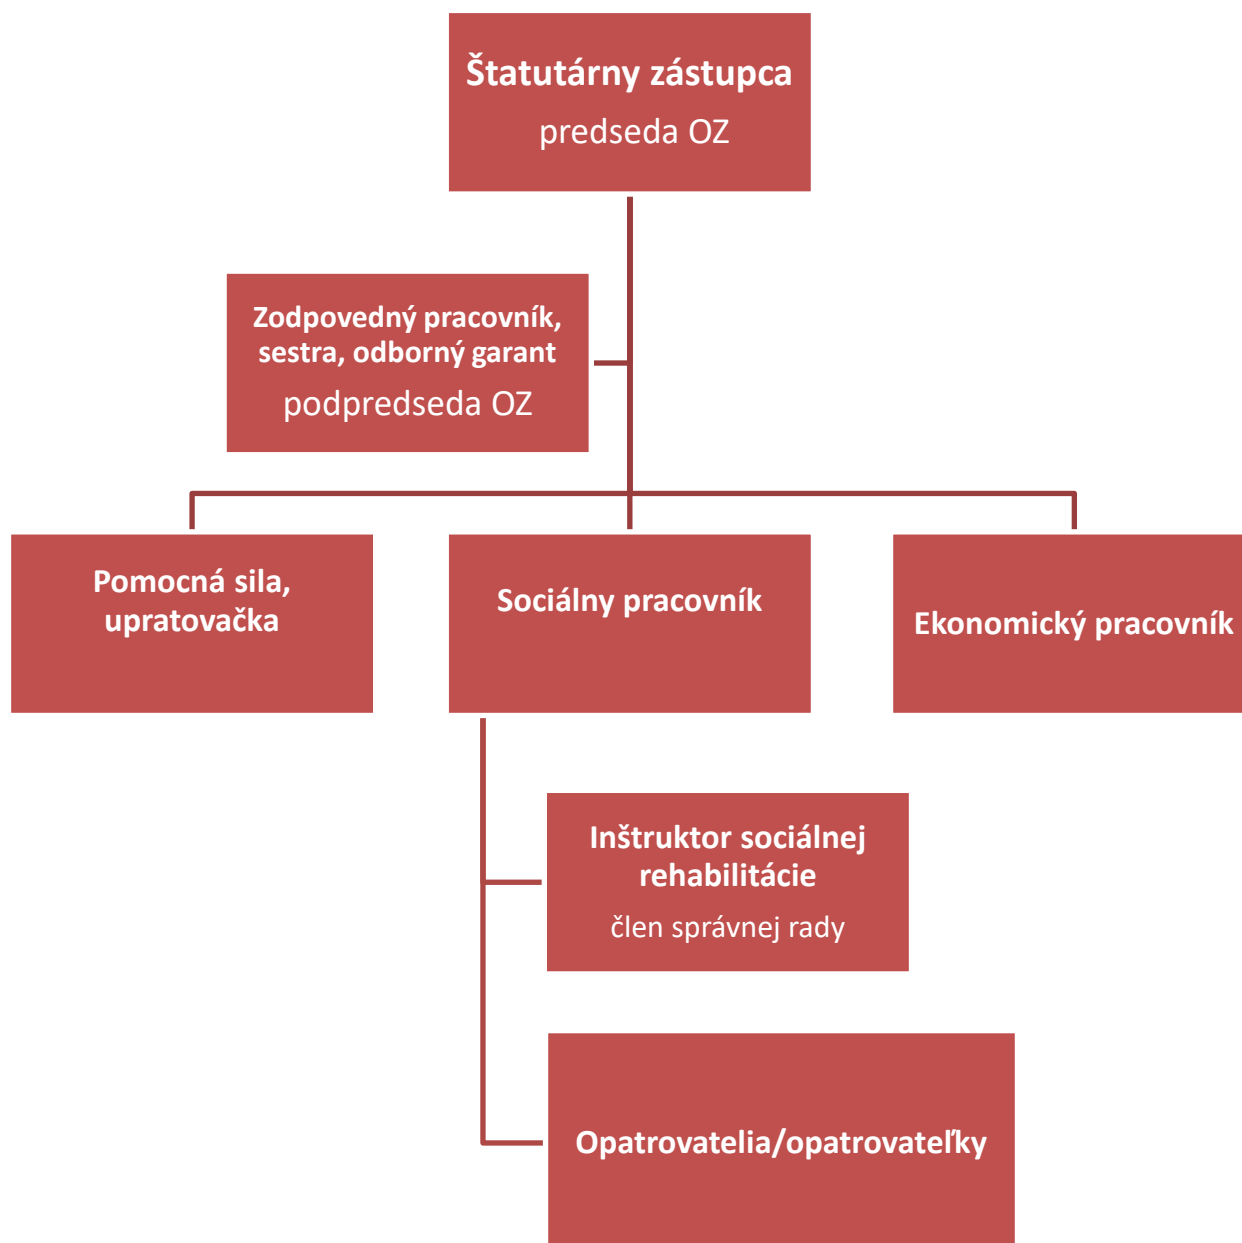 Štatutárny zástupca
predseda OZ
Zodpovedný pracovník,
sestra, odborný garant
podpredseda OZ
Pomocná sila,
upratovačka
Sociálny pracovník
Ekonomický pracovník
Inštruktor sociálnej
rehabilitácie
člen správnej rady
Opatrovatelia/opatrovateľky